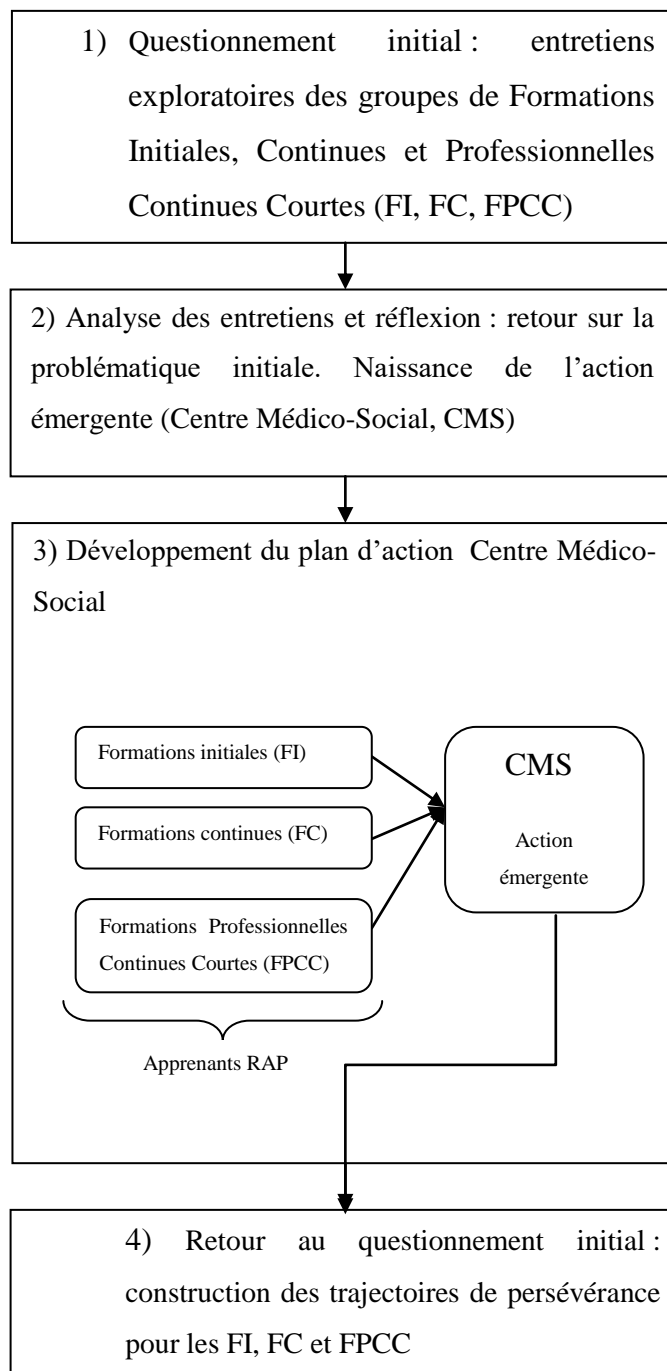 1) Questionnement initial : entretiens
exploratoires des groupes de Formations
Initiales, Continues et Professionnelles
Continues Courtes (FI, FC, FPCC)
2) Analyse des entretiens et réflexion : retour sur la
problématique initiale. Naissance de l’action
émergente (Centre Médico-Social, CMS)
3) Développement du plan d’action Centre Médico-
Social
Formations initiales (FI)
Formations continues (FC)
Formations Professionnelles
Continues Courtes (FPCC)
Apprenants RAP
CMS
Action
émergente
4) Retour au questionnement initial :
construction des trajectoires de persévérance
pour les FI, FC et FPCC